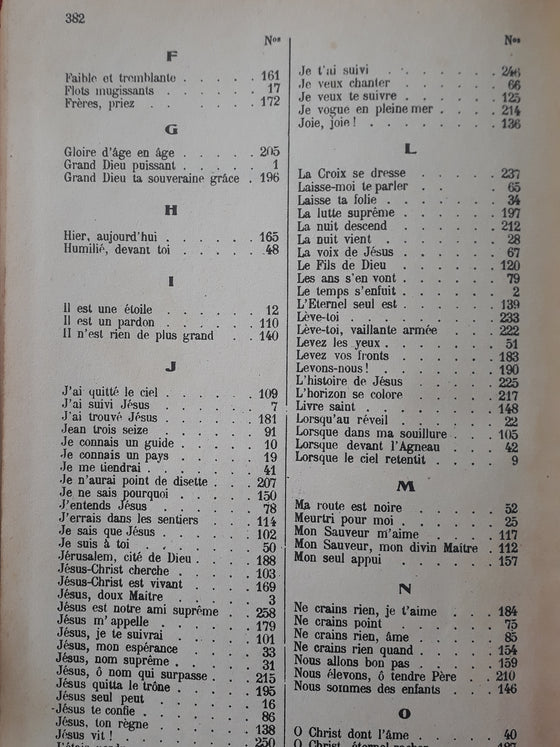 382
Nos
F
Faible et tremblante . . . . . 161
Flots mugissants . . . . . 17
Frères, priez . . . . . 172
G
Gloire d'âge en âge . . . . . 205
Grand Dieu puissant . . . . . 1
Grand Dieu ta souveraine grâce . 196
H
Hier, aujourd'hui . . . . . 165
Humilié, devant toi . . . . . 48
I
Il est une étoile . . . . . 12
Il est un pardon . . . . . 110
Il n'est rien de plus grand . . . 140
J
J'ai quitté le ciel . . . . . 109
J'ai suivi Jésus . . . . . 7
J'ai trouvé Jésus . . . . . 181
Jean trois seize . . . . . 91
Je connais un guide . . . . . 10
Je connais un pays . . . . . 19
Je me tiendrai . . . . . 41
Je n'aurai point de disette . . . 207
Je ne sais pourquoi . . . . . 150
J'entends Jésus . . . . . 78
J'errais dans les sentiers . . . . 114
Je sais que Jésus . . . . . 102
Je suis à toi . . . . . 50
Jérusalem, cité de Dieu . . . . 188
Jésus-Christ cherche . . . . . 103
Jésus-Christ est vivant . . . . 169
Jésus, doux Maitre . . . . . 3
Jésus est notre ami suprême . . . 258
Jésus m'appelle . . . . . 179
Jésus, je te suivrai . . . . . 101
Jésus, mon espérance . . . . . 33
Jésus, nom suprême . . . . . 31
Jésus, ô nom qui surpasse . . . . 215
Jésus quitta le trône . . . . . 195
Jésus seul peut . . . . . 16
Jésus te confie . . . . . 86
Jésus, ton règne . . . . . 138
Jésus vit ! . . . . . 250
Nos
Je t'ai suivi . . . . . 246
Je veux chanter . . . . . 66
Je veux te suivre . . . . . 125
Je vogue en pleine mer . . . . 214
Joie, joie ! . . . . . 136
L
La Croix se dresse . . . . . 237
Laisse-moi te parler . . . . . 65
Laisse ta folie . . . . . 34
La lutte suprême . . . . . 197
La nuit descend . . . . . 212
La nuit vient . . . . . 28
La voix de Jésus . . . . . 67
Le Fils de Dieu . . . . . 120
Les ans s'en vont . . . . . 79
Le temps s'enfuit . . . . . 2
L'Eternel seul est . . . . . 139
Lève-toi . . . . . 233
Lève-toi, vaillante armée . . . 222
Levez les yeux . . . . . 51
Levez vos fronts . . . . . 183
Levons-nous ! . . . . . 190
L'histoire de Jésus . . . . . 225
L'horizon se colore . . . . . 217
Livre saint . . . . . 148
Lorsqu'au réveil . . . . . 22
Lorsque dans ma souillure . . . 105
Lorsque devant l'Agneau . . . 42
Lorsque le ciel retentit . . . . 9
M
Ma route est noire . . . . . 52
Meurtri pour moi . . . . . 25
Mon Sauveur m'aime . . . . . 117
Mon Sauveur, mon divin Maitre . 112
Mon seul appui . . . . . 157
N
Ne crains rien, je t'aime . . . . 184
Ne crains point . . . . . 75
Ne crains rien, âme . . . . . 85
Ne crains rien quand . . . . . 154
Nous allons bon pas . . . . . 159
Nous élevons, ô tendre Père . . 210
Nous sommes des enfants . . . . 146
O
O Christ dont l'âme . . . . . 40
O Christ, éternel rocher